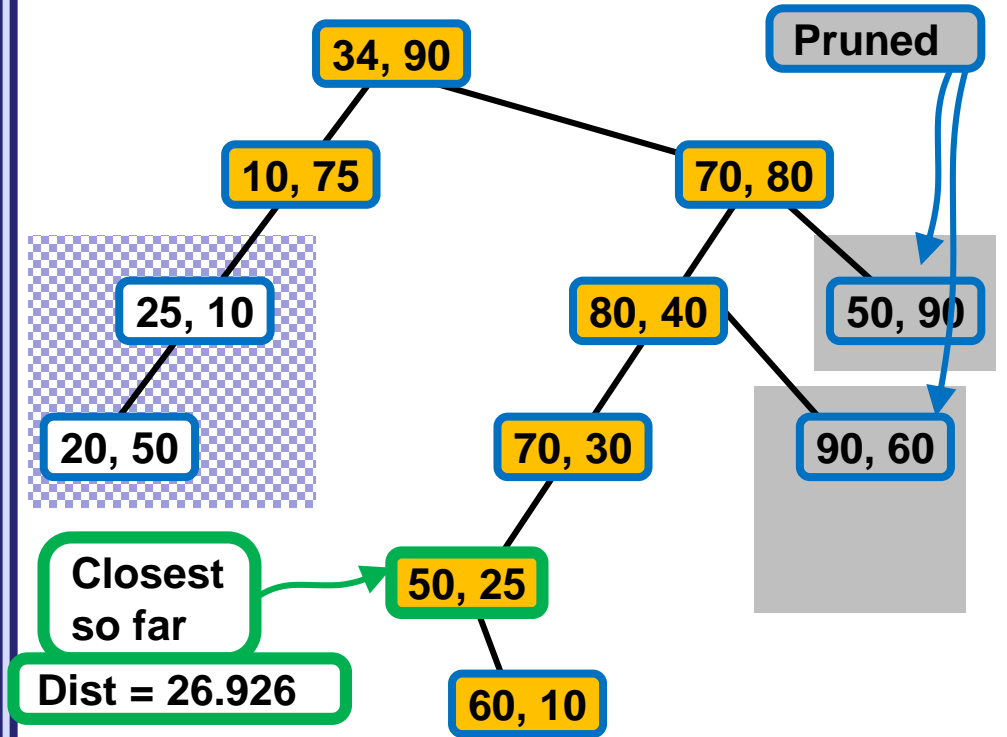 34, 90
Pruned
10, 75
70, 80
25, 10
80, 40
50, 90
20, 50
70, 30
90, 60
Closest
so far
50, 25
Dist = 26.926
60, 10